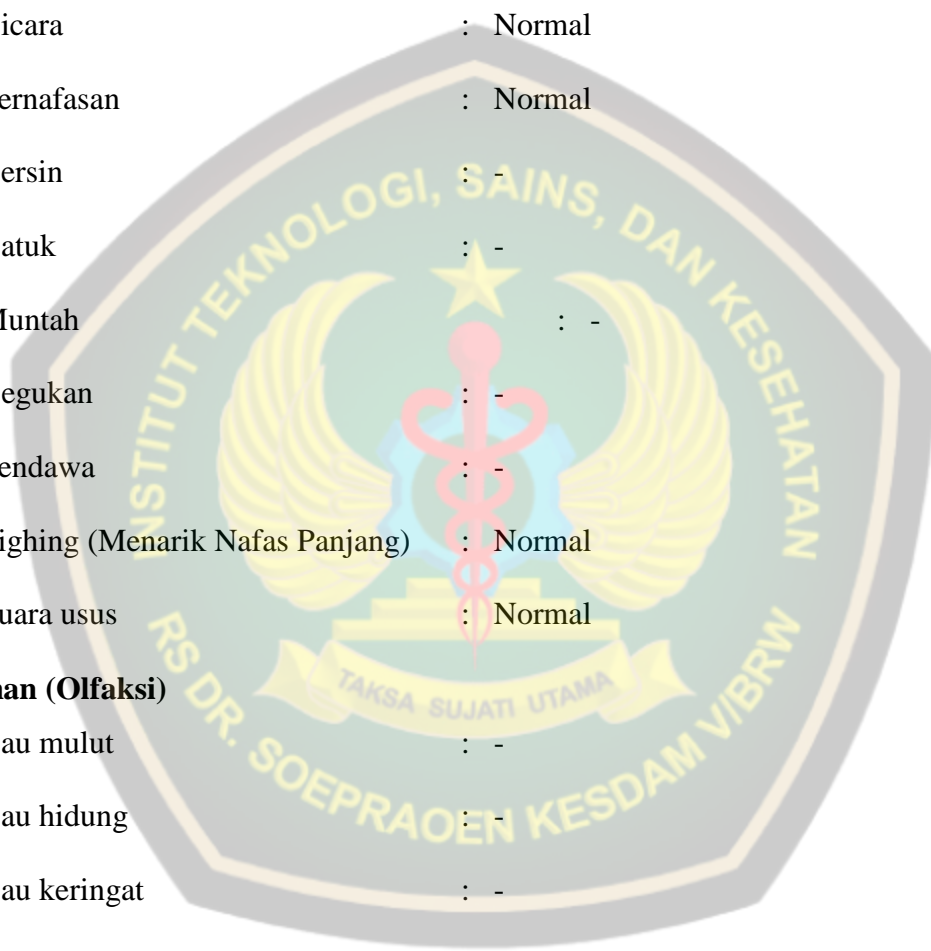 icara : Normal
ernafasan : Normal
ersin : -
atuk : -
Muntah : -
egukan : -
endawa : -
ighing (Menarik Nafas Panjang) : Normal
uara usus : Normal
nan (Olfaksi)
au mulut : -
au hidung : -
au keringat : -
INSTITUT TEKNOLOGI, SAINS, DAN KESEHATAN
TAKSA SUJATI UTAMA
RS DR. SOEPRAOEN KESDAM V/BRW